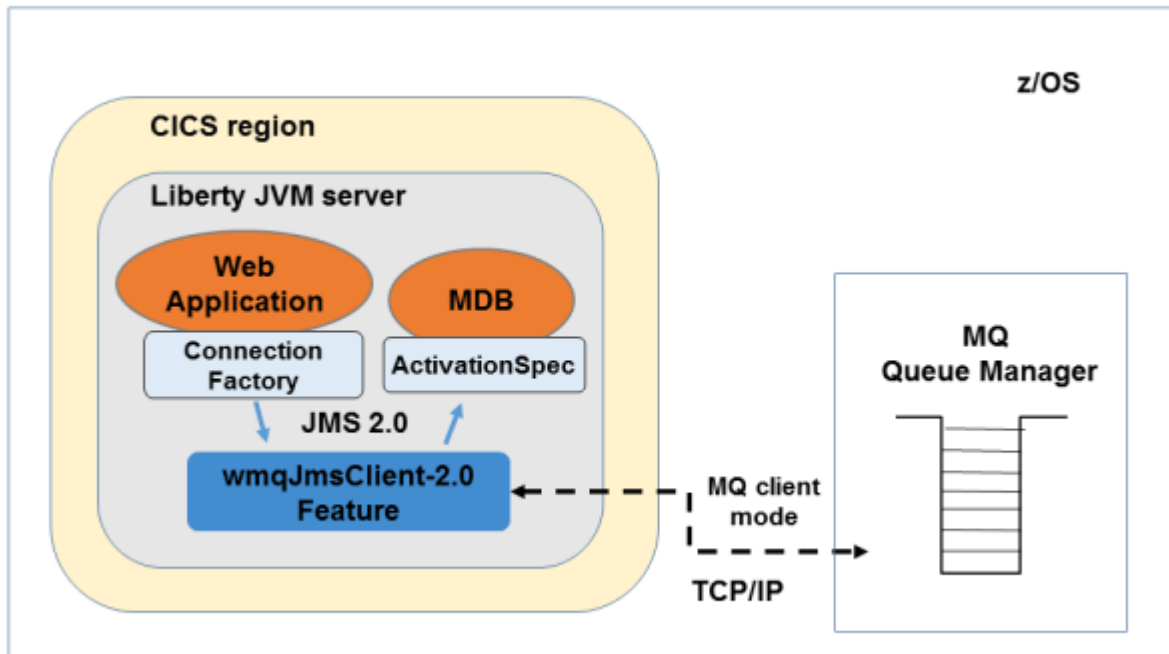 z/OS
CICS region
Liberty JVM server
Web
Application
MDB
Connection
Factory
ActivationSpec
JMS 2.0
wmqJmsClient-2.0
Feature
MQ client
mode
TCP/IP
MQ
Queue Manager